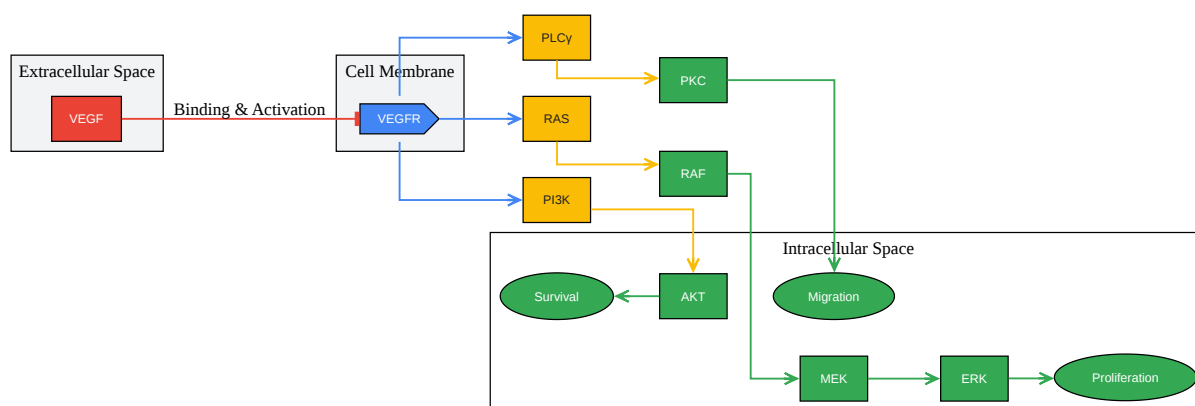 PLCγ
Extracellular Space
Cell Membrane
PKC
VEGF
Binding & Activation
VEGFR
RAS
RAF
PI3K
Intracellular Space
Survival
AKT
Migration
MEK
ERK
Proliferation